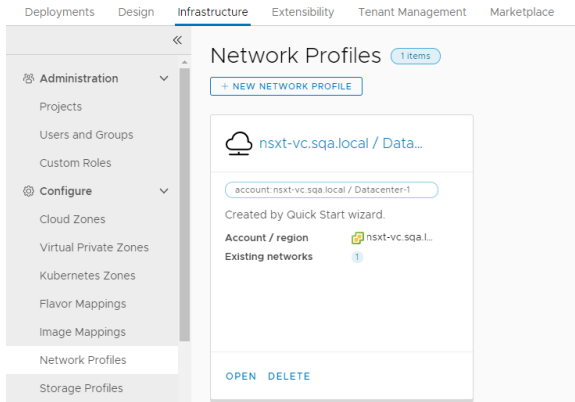 Deployments Design Infrastructure Extensibility Tenant Management Marketplace
Administration
Projects
Users and Groups
Custom Roles
Configure
Cloud Zones
Virtual Private Zones
Kubernetes Zones
Flavor Mappings
Image Mappings
Network Profiles
Storage Profiles
Network Profiles 1 items
+ NEW NETWORK PROFILE
nsxt-vc.sqa.local / Data...
account:nsxt-vc.sqa.local / Datacenter-1
Created by Quick Start wizard.
Account / region nsxt-vc.sqa.l...
Existing networks 1
OPEN DELETE